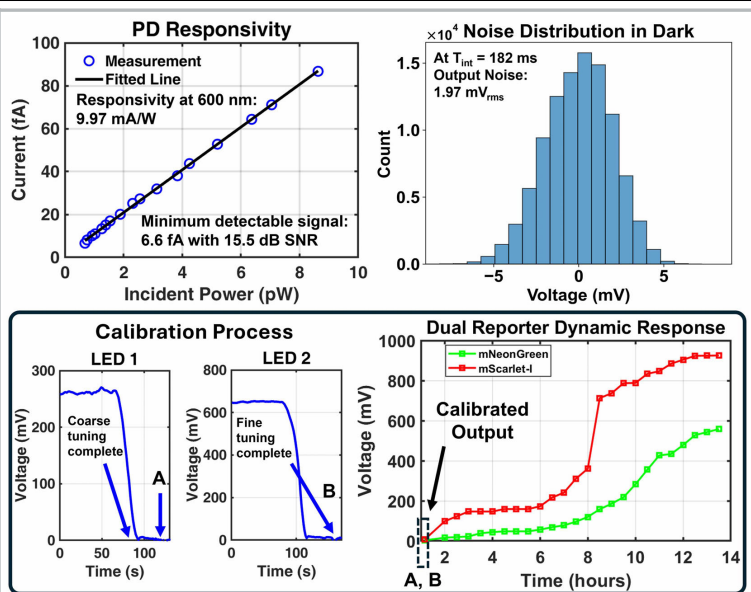 PD Responsivity
100
80
60
40
20
0
Current (fA)
Measurement
Fitted Line
Responsivity at 600 nm:
9.97 mA/W
Minimum detectable signal:
6.6 fA with 15.5 dB SNR
0 2 4 6 8 10
Incident Power (pW)
×10⁴ Noise Distribution in Dark
1.5
1.0
0.5
0.0
Count
At Tint = 182 ms
Output Noise:
1.97 mVrms
−5 0 5
Voltage (mV)
Calibration Process
LED 1
300
200
100
0
Voltage (mV)
Coarse
tuning
complete
A
0 50 100
Time (s)
LED 2
800
600
400
200
0
Voltage (mV)
Fine
tuning
complete
B
0 100
Time (s)
Dual Reporter Dynamic Response
1000
800
600
400
200
0
Voltage (mV)
mNeonGreen
mScarlet-I
Calibrated
Output
2 4 6 8 10 12 14
A, B
Time (hours)